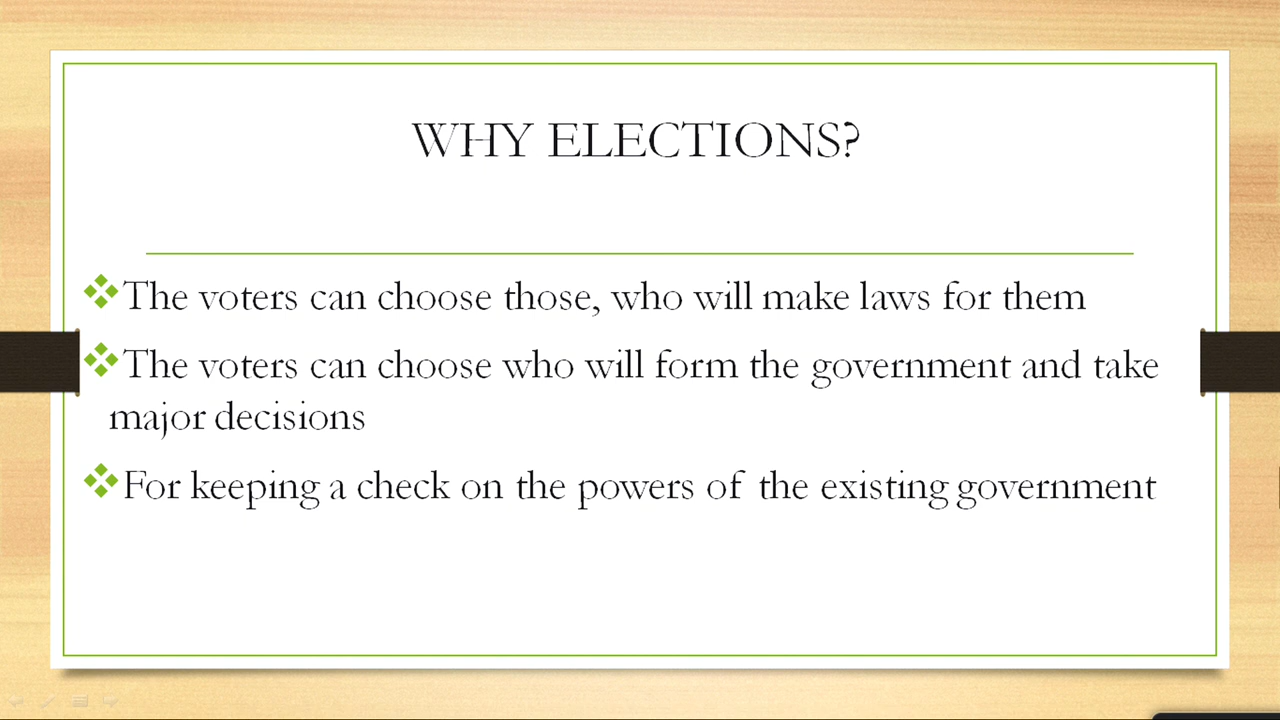 WHY ELECTIONS?
The voters can choose those, who will make laws for them
The voters can choose who will form the government and take
major decisions
For keeping a check on the powers of the existing government